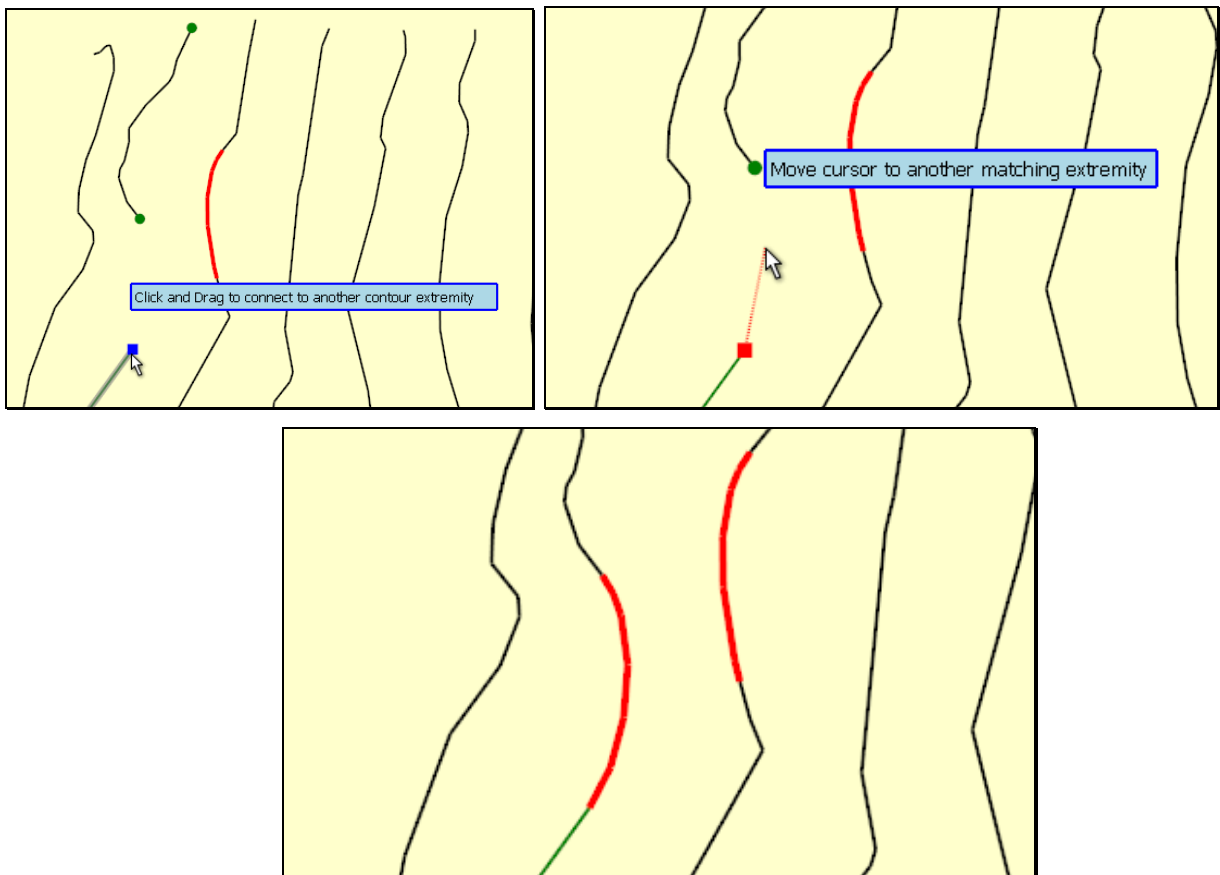 Click and Drag to connect to another contour extremity
Move cursor to another matching extremity